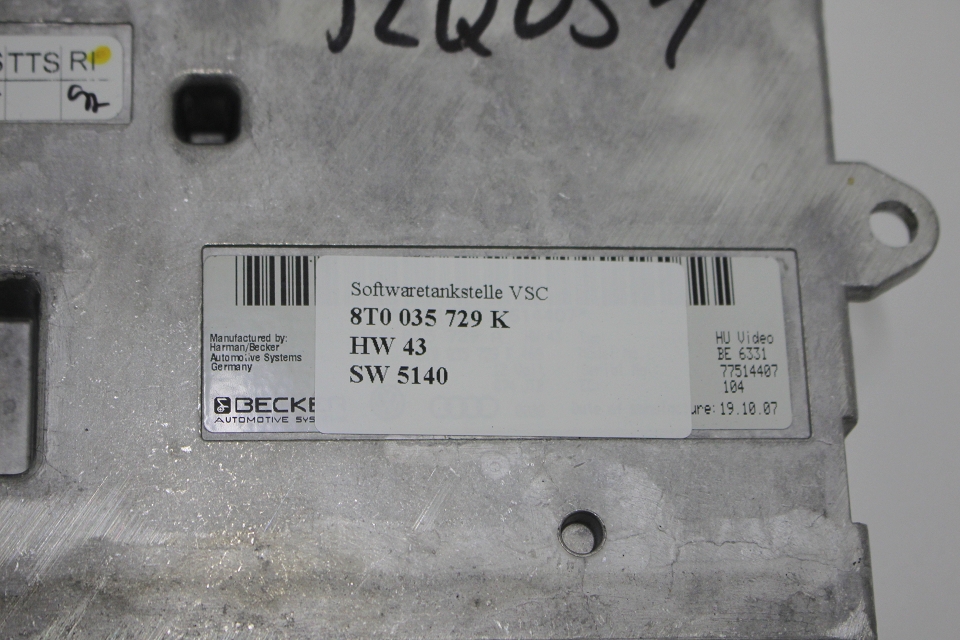 STTS RI
Softwaretankstelle VSC
8T0 035 729 K
HW 43
SW 5140
Manufactured by:
Harman/Becker
Automotive Systems
Germany
BECKE
AUTOMOTIVE SYS
HU Video
BE 6331
77514407
104
ure: 19.10.07